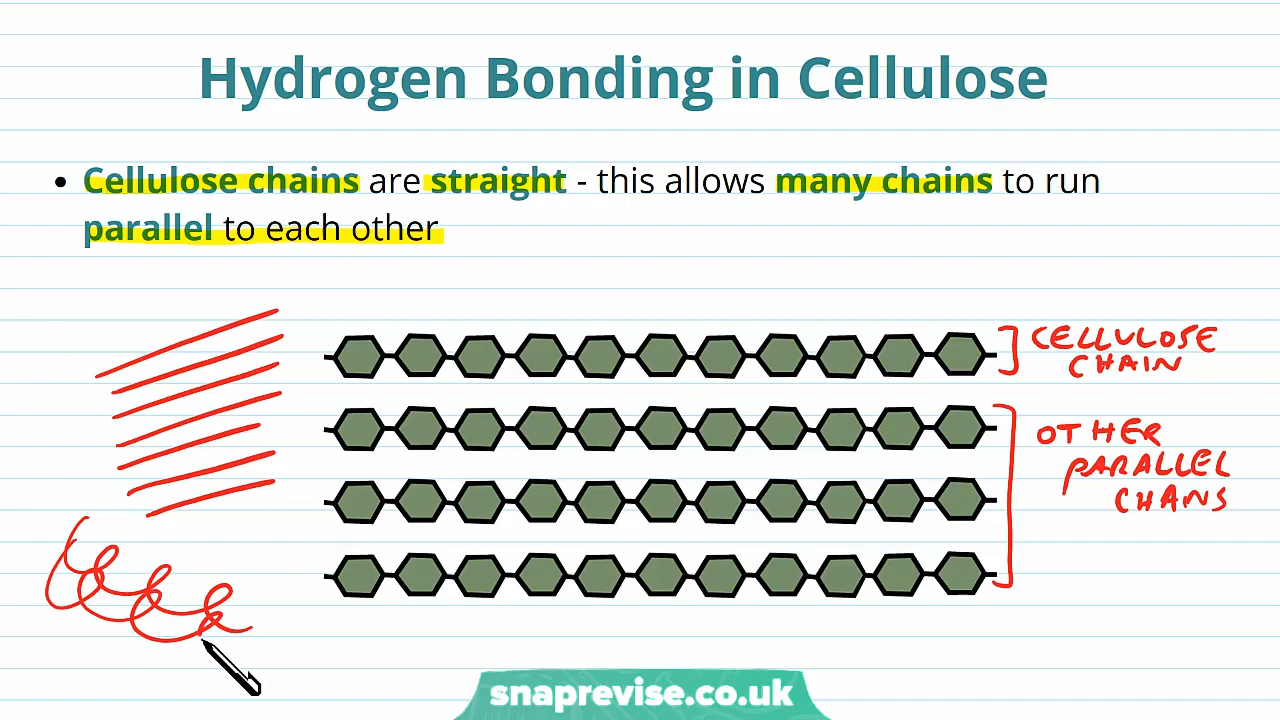 Hydrogen Bonding in Cellulose
• Cellulose chains are straight - this allows many chains to run
parallel to each other
CELLULOSE
CHAIN
OTHER
PARALLEL
CHANS
snaprevise.co.uk